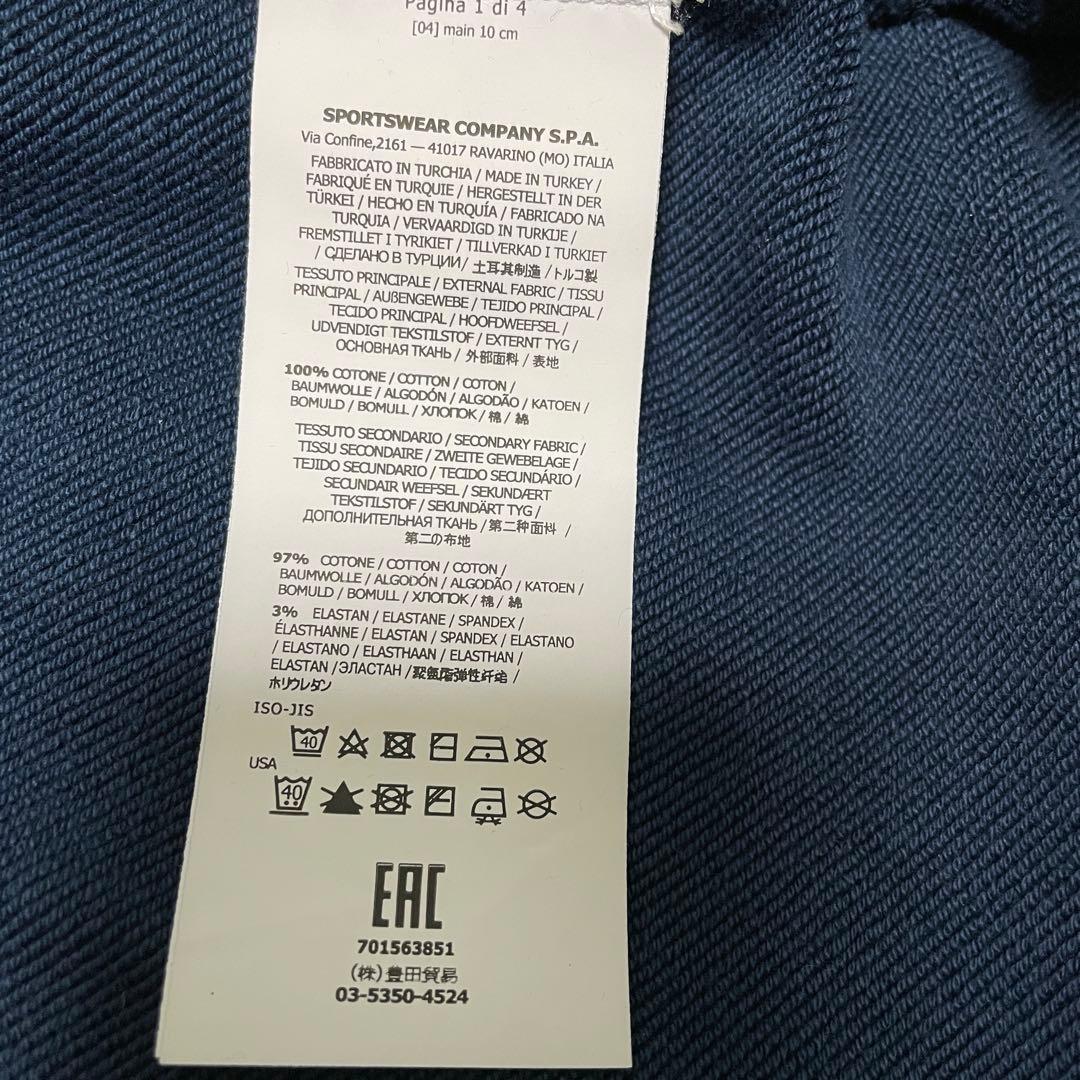 Pagina 1 di 4
[04] main 10 cm
SPORTSWEAR COMPANY S.P.A.
Via Confine,2161 — 41017 RAVARINO (MO) ITALIA
FABBRICATO IN TURCHIA / MADE IN TURKEY /
FABRIQUÉ EN TURQUIE / HERGESTELLT IN DER
TÜRKEI / HECHO EN TURQUÍA / FABRICADO NA
TURQUIA / VERVAARDIGD IN TURKIJE /
FREMSTILLET I TYRIKIET / TILLVERKAD I TURKIET
/ СДЕЛАНО В ТУРЦИИ / 土耳其制造 / トルコ製
TESSUTO PRINCIPALE / EXTERNAL FABRIC / TISSU
PRINCIPAL / AUßENGEWEBE / TEJIDO PRINCIPAL /
TECIDO PRINCIPAL / HOOFDWEEFSEL /
UDVENDIGT TEKSTILSTOF / EXTERNT TYG /
ОСНОВНАЯ ТКАНЬ / 外部面料 / 表地
100% COTONE / COTTON / COTON /
BAUMWOLLE / ALGODÓN / ALGODÃO / KATOEN /
BOMULD / BOMULL / ХЛОПОК / 棉 / 綿
TESSUTO SECONDARIO / SECONDARY FABRIC /
TISSU SECONDAIRE / ZWEITE GEWEBELAGE /
TEJIDO SECUNDARIO / TECIDO SECUNDÁRIO /
SECUNDAIR WEEFSEL / SEKUNDÆRT
TEKSTILSTOF / SEKUNDÄRT TYG /
ДОПОЛНИТЕЛЬНАЯ ТКАНЬ / 第二种面料 /
第二の布地
97% COTONE / COTTON / COTON /
BAUMWOLLE / ALGODÓN / ALGODÃO / KATOEN /
BOMULD / BOMULL / ХЛОПОК / 棉 / 綿
3% ELASTAN / ELASTANE / SPANDEX /
ÉLASTHANNE / ELASTAN / SPANDEX / ELASTANO
/ ELASTANO / ELASTHAAN / ELASTHAN /
ELASTAN / ЭЛАСТАН / 聚氨酯弹性纤维 /
ホリウレタン
ISO-JIS
40
USA
40
EAC
701563851
(株)豊田貿易
03-5350-4524